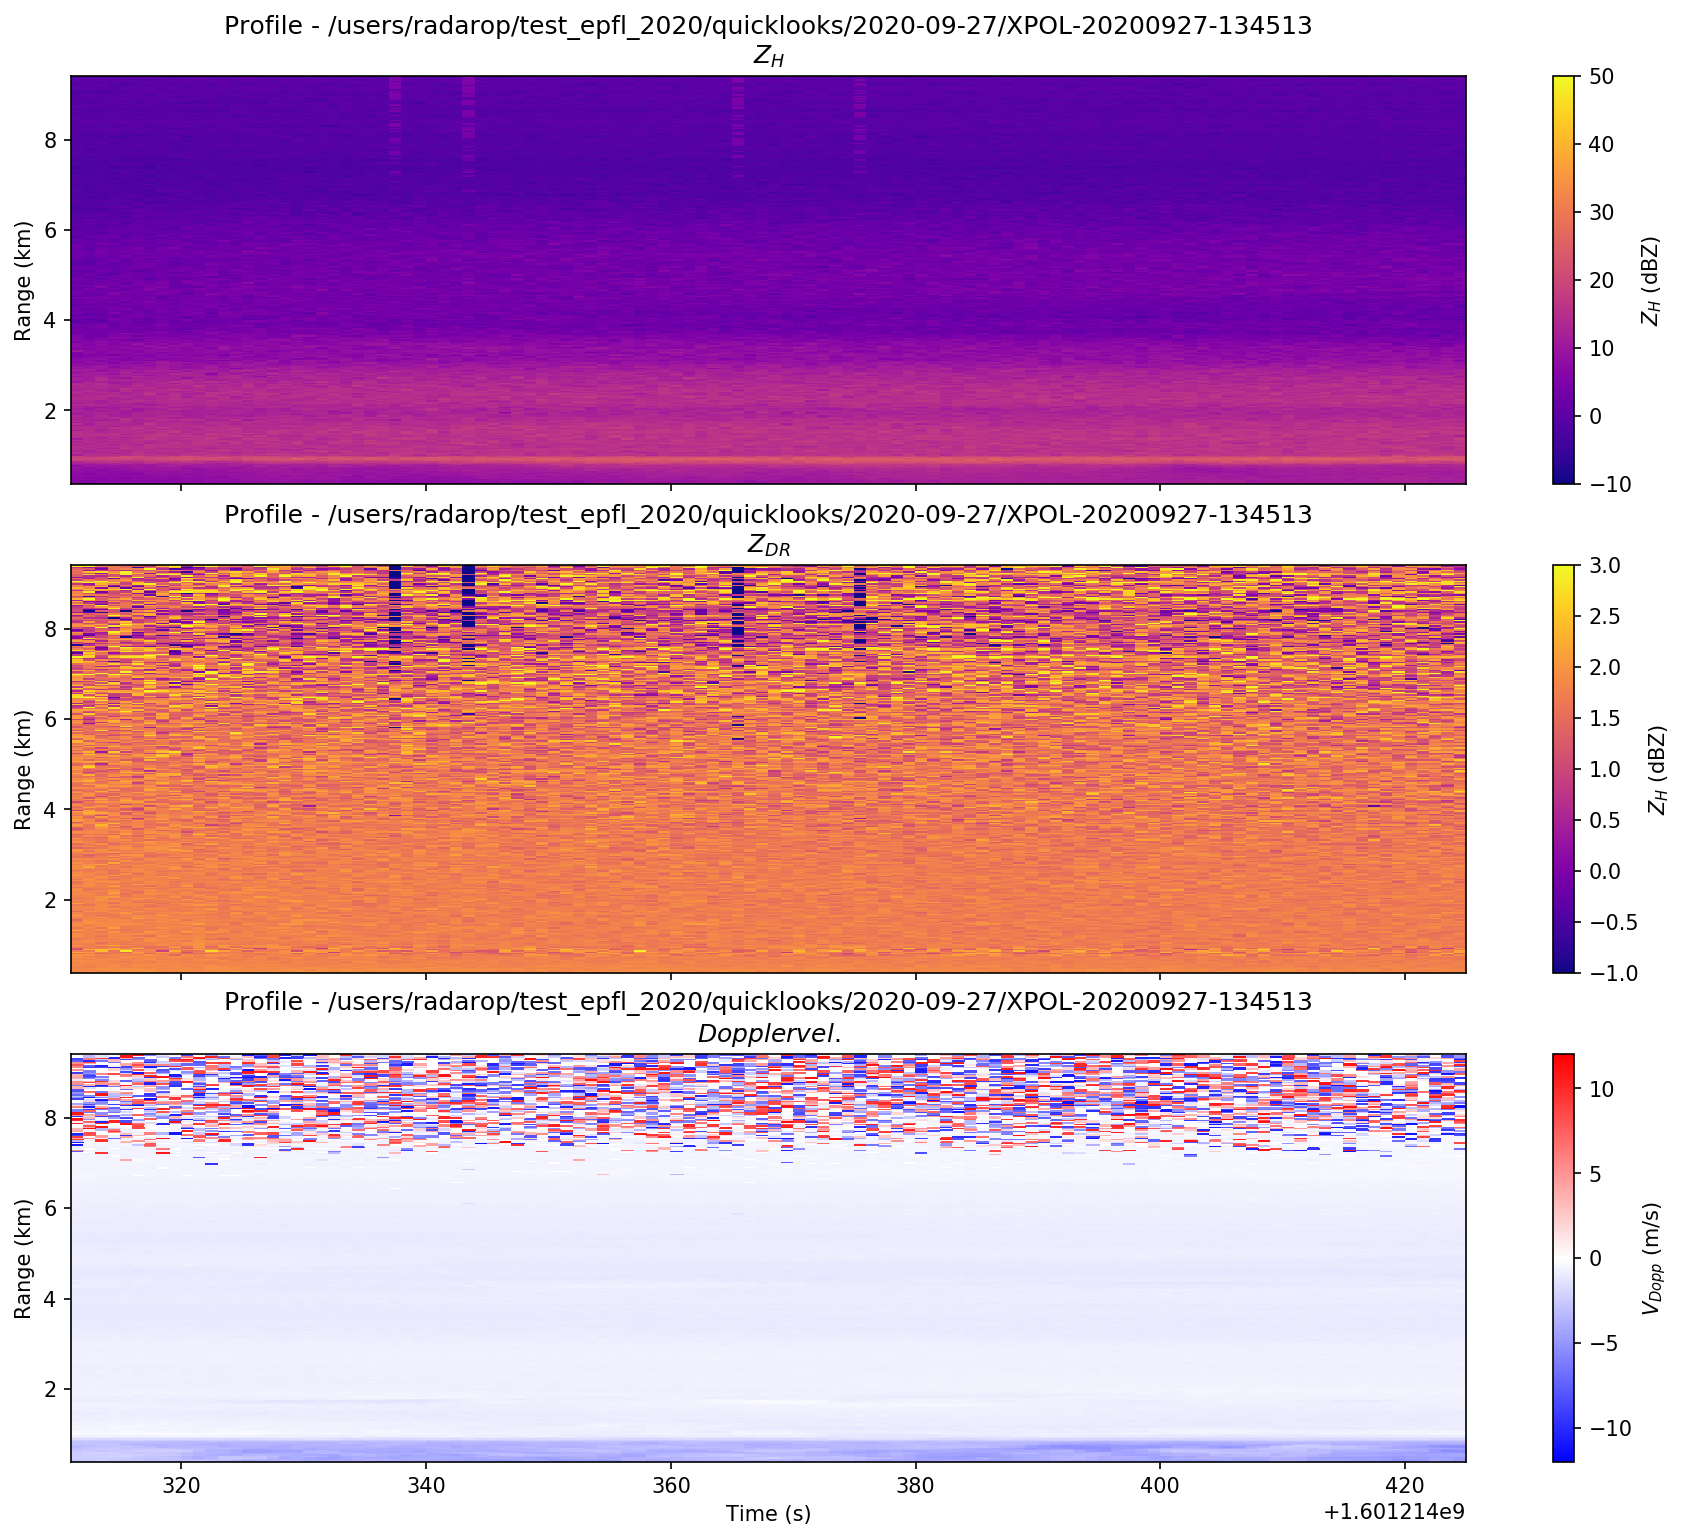 Profile - /users/radarop/test_epfl_2020/quicklooks/2020-09-27/XPOL-20200927-134513
Z_H
8
6
4
2
Range (km)
50
40
30
20
10
0
−10
Z_H (dBZ)
Profile - /users/radarop/test_epfl_2020/quicklooks/2020-09-27/XPOL-20200927-134513
Z_DR
8
6
4
2
Range (km)
3.0
2.5
2.0
1.5
1.0
0.5
0.0
−0.5
−1.0
Z_H (dBZ)
Profile - /users/radarop/test_epfl_2020/quicklooks/2020-09-27/XPOL-20200927-134513
Dopplervel.
8
6
4
2
Range (km)
10
5
0
−5
−10
V_Dopp (m/s)
320
340
360
380
400
420
Time (s)
+1.601214e9